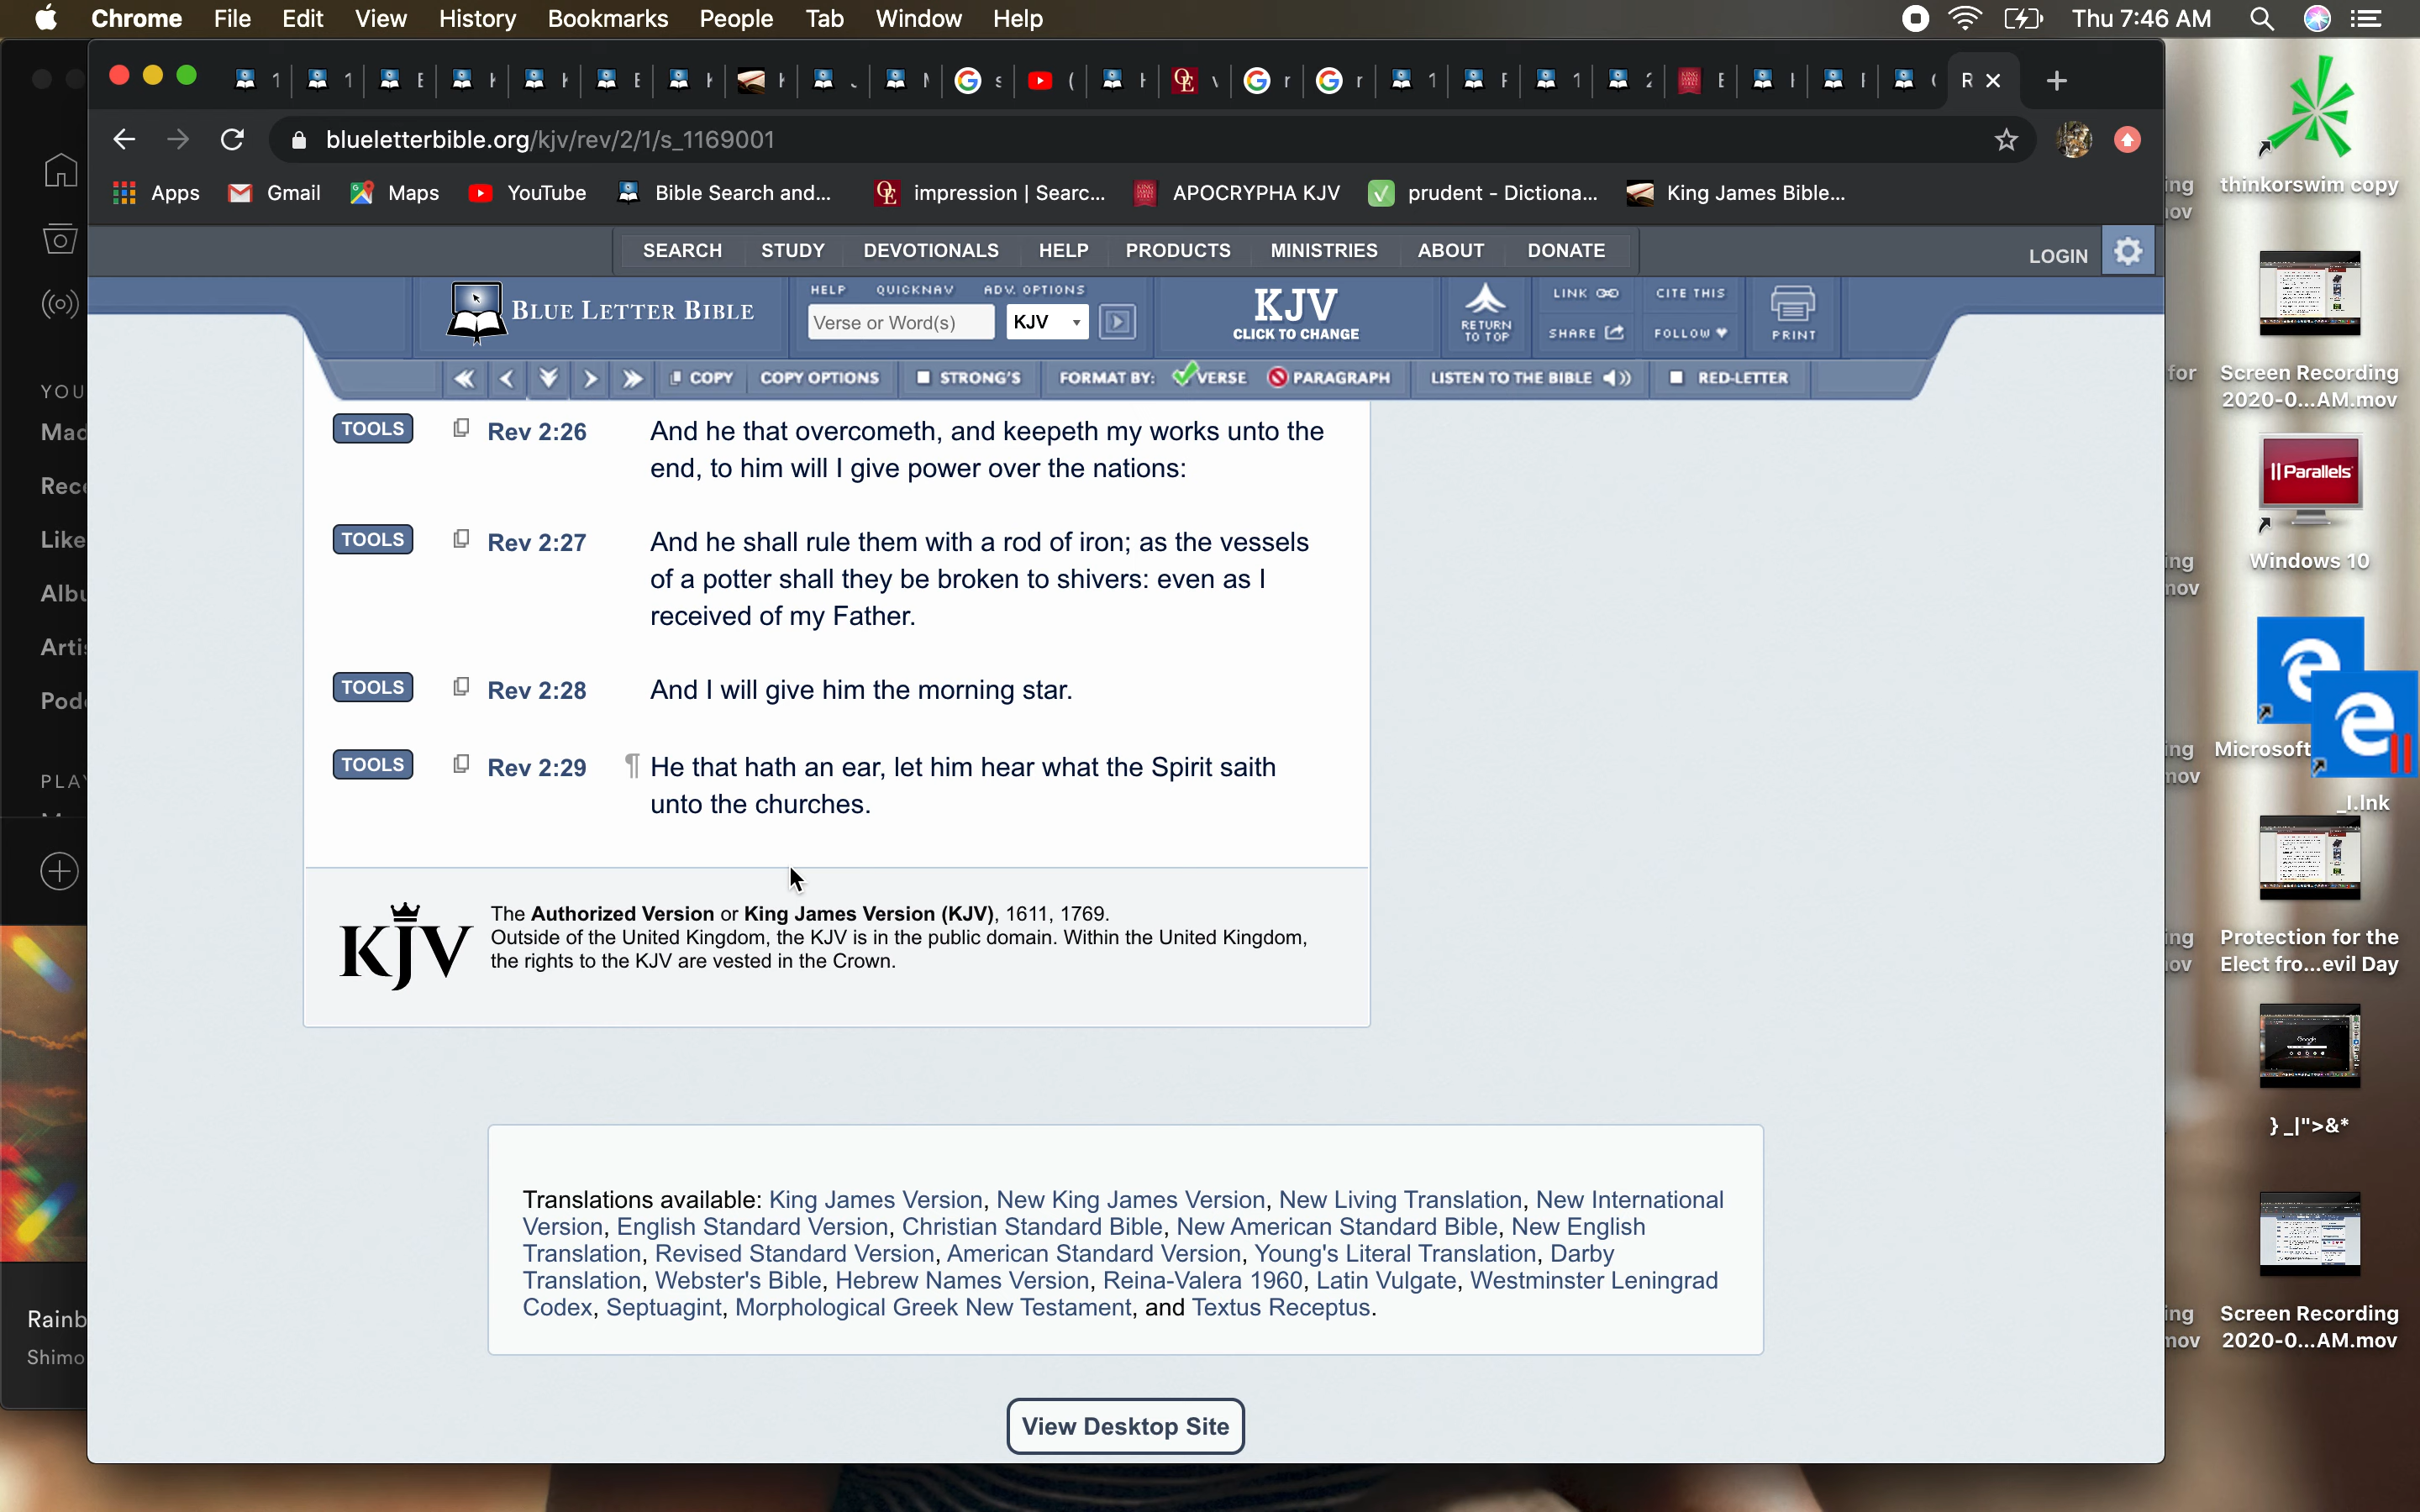 Chrome File Edit View History Bookmarks People Tab Window Help Thu 7:46 AM
blueletterbible.org/kjv/rev/2/1/s_1169001
Apps Gmail Maps YouTube Bible Search and... impression | Searc... APOCRYPHA KJV prudent - Dictiona... King James Bible...
SEARCH STUDY DEVOTIONALS HELP PRODUCTS MINISTRIES ABOUT DONATE LOGIN
HELP QUICKNAV ADV. OPTIONS
BLUE LETTER BIBLE
Verse or Word(s) KJV
KJV
CLICK TO CHANGE
RETURN
TO TOP
LINK CITE THIS
SHARE FOLLOW
PRINT
COPY COPY OPTIONS STRONG'S FORMAT BY: VERSE PARAGRAPH LISTEN TO THE BIBLE RED-LETTER
TOOLS Rev 2:26 And he that overcometh, and keepeth my works unto the
end, to him will I give power over the nations:
TOOLS Rev 2:27 And he shall rule them with a rod of iron; as the vessels
of a potter shall they be broken to shivers: even as I
received of my Father.
TOOLS Rev 2:28 And I will give him the morning star.
TOOLS Rev 2:29 ¶ He that hath an ear, let him hear what the Spirit saith
unto the churches.
KJV
The Authorized Version or King James Version (KJV), 1611, 1769.
Outside of the United Kingdom, the KJV is in the public domain. Within the United Kingdom,
the rights to the KJV are vested in the Crown.
Translations available: King James Version, New King James Version, New Living Translation, New International
Version, English Standard Version, Christian Standard Bible, New American Standard Bible, New English
Translation, Revised Standard Version, American Standard Version, Young's Literal Translation, Darby
Translation, Webster's Bible, Hebrew Names Version, Reina-Valera 1960, Latin Vulgate, Westminster Leningrad
Codex, Septuagint, Morphological Greek New Testament, and Textus Receptus.
View Desktop Site
YOU
Mad
Rece
Like
Albu
Arti
Pod
PLAY
Rainb
Shimo
thinkorswim copy
Screen Recording
2020-0...AM.mov
|| Parallels
Windows 10
Microsoft
_I.lnk
Protection for the
Elect fro...evil Day
} _|">&*
Screen Recording
2020-0...AM.mov